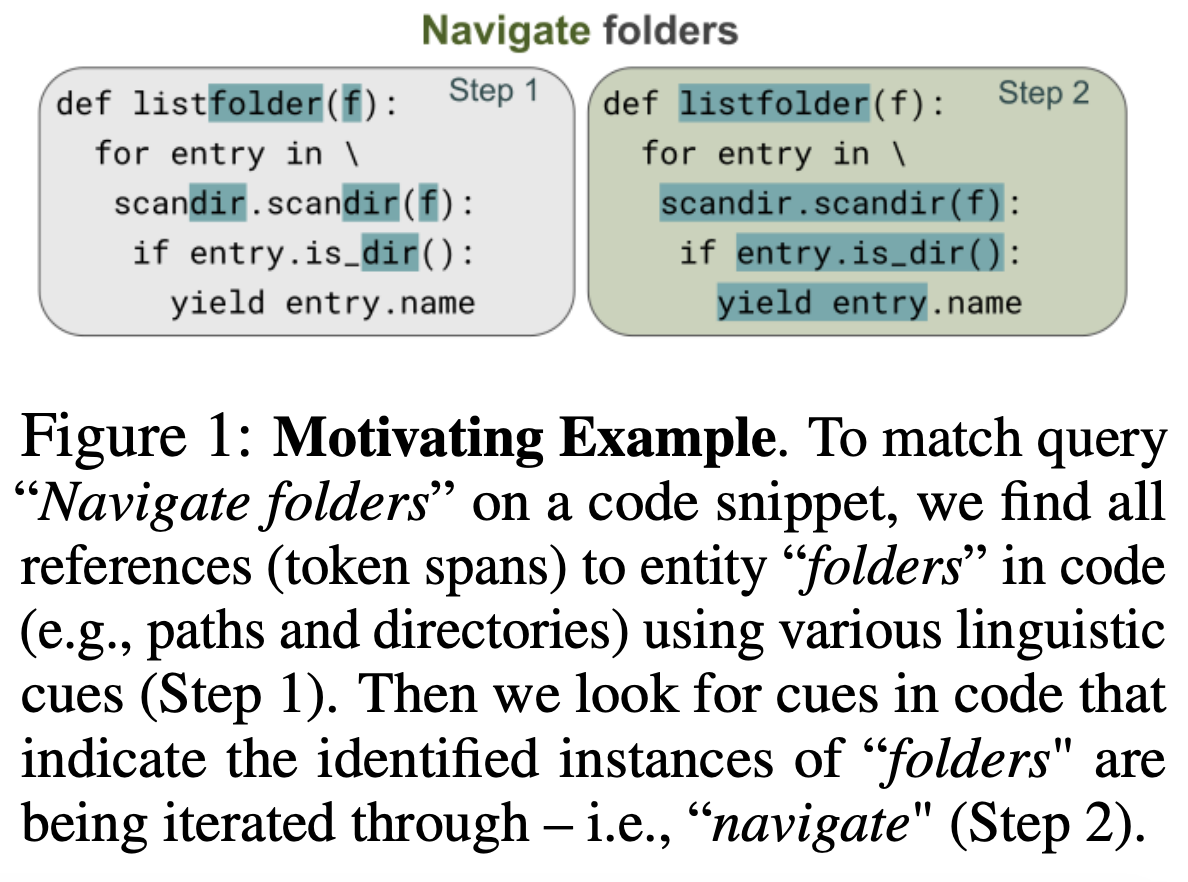 Navigate folders
Step 1
def listfolder(f):
for entry in \
scandir.scandir(f):
if entry.is_dir():
yield entry.name
Step 2
def listfolder(f):
for entry in \
scandir.scandir(f):
if entry.is_dir():
yield entry.name
Figure 1: Motivating Example. To match query
“Navigate folders” on a code snippet, we find all
references (token spans) to entity “folders” in code
(e.g., paths and directories) using various linguistic
cues (Step 1). Then we look for cues in code that
indicate the identified instances of “folders" are
being iterated through – i.e., “navigate" (Step 2).